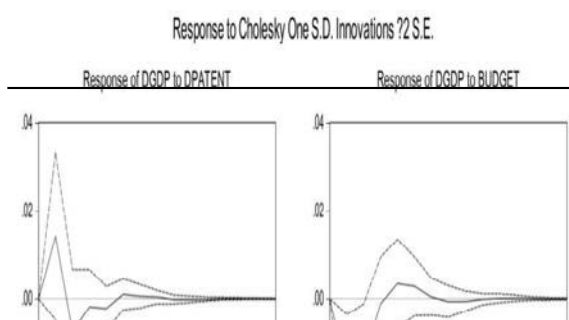 Response to Cholesky One S.D. Innovations ?2 S.E.
Response of DGDP to DPATENT
Response of DGDP to BUDGET
.04
.04
.02
.02
.00
.00